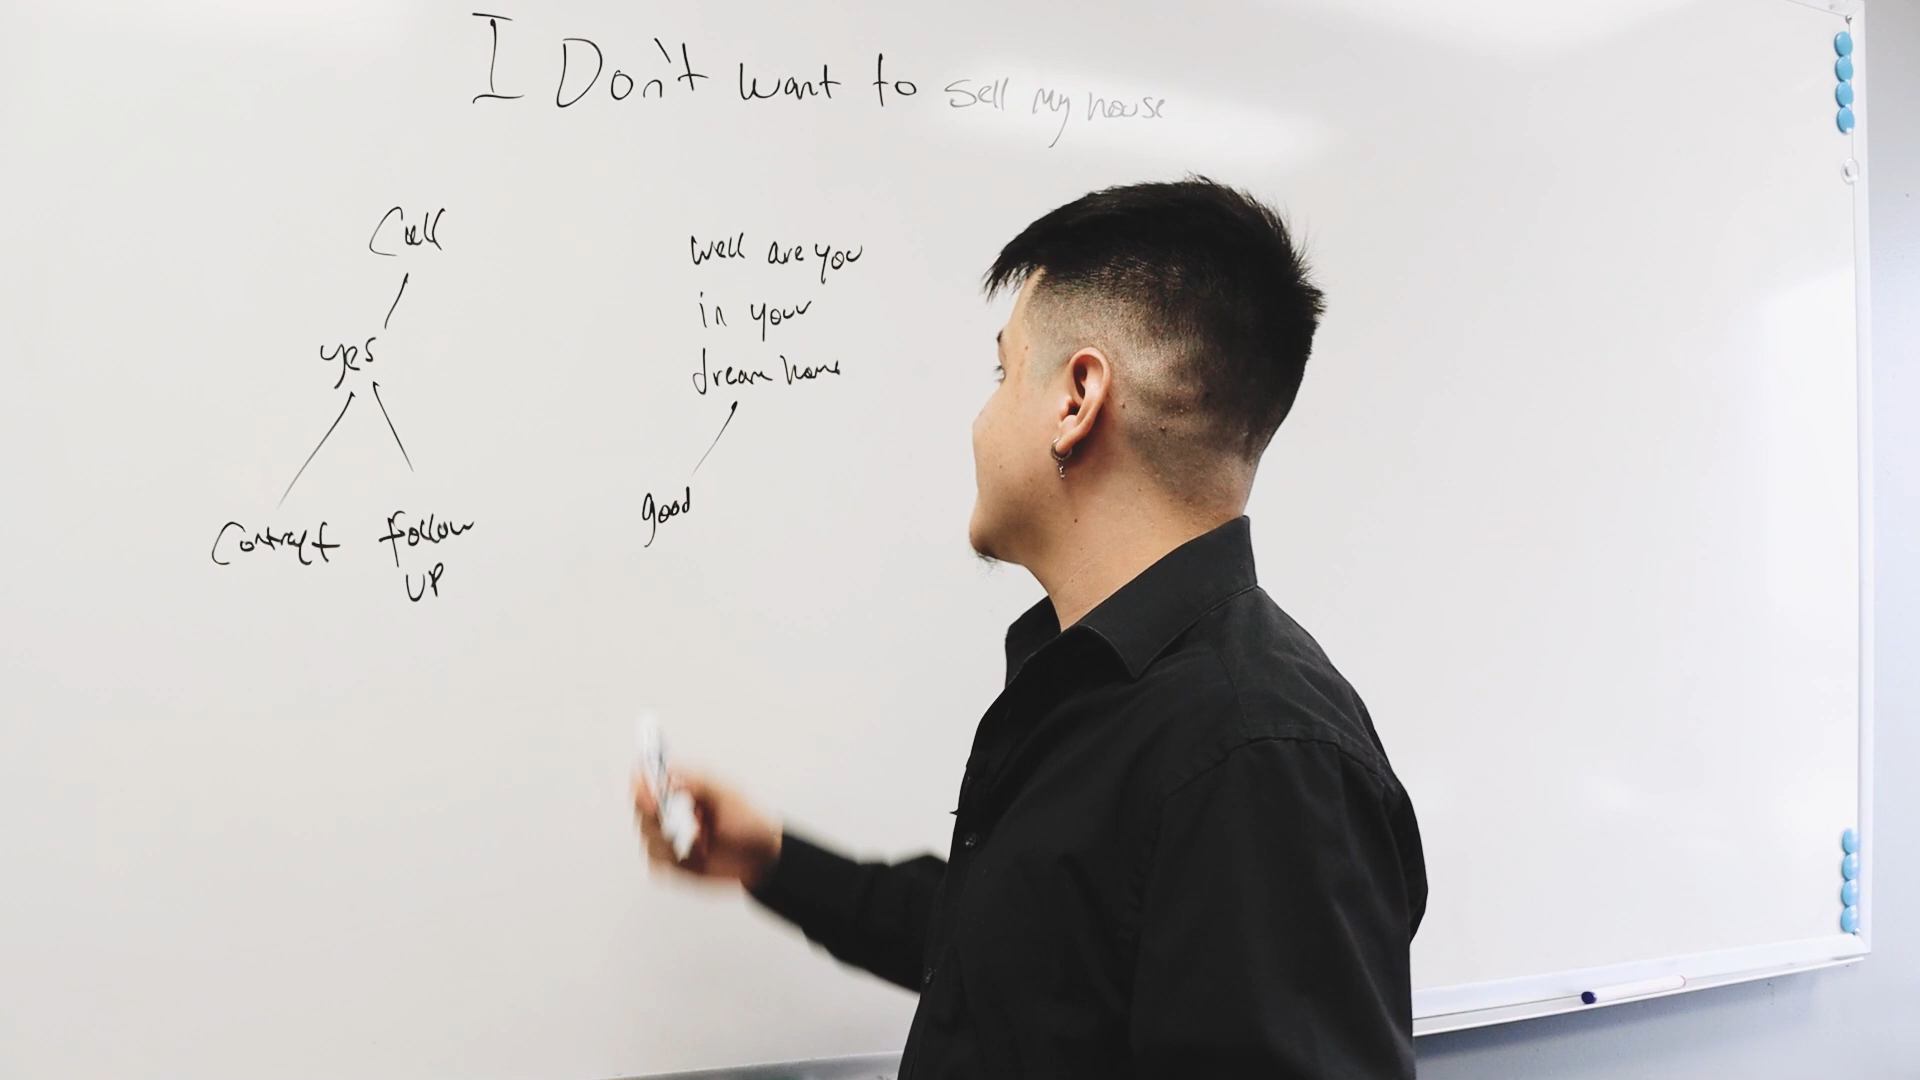 I Don't want to sell my house
Call
yes
Contract
follow
UP
well are you
in your
dream home
good